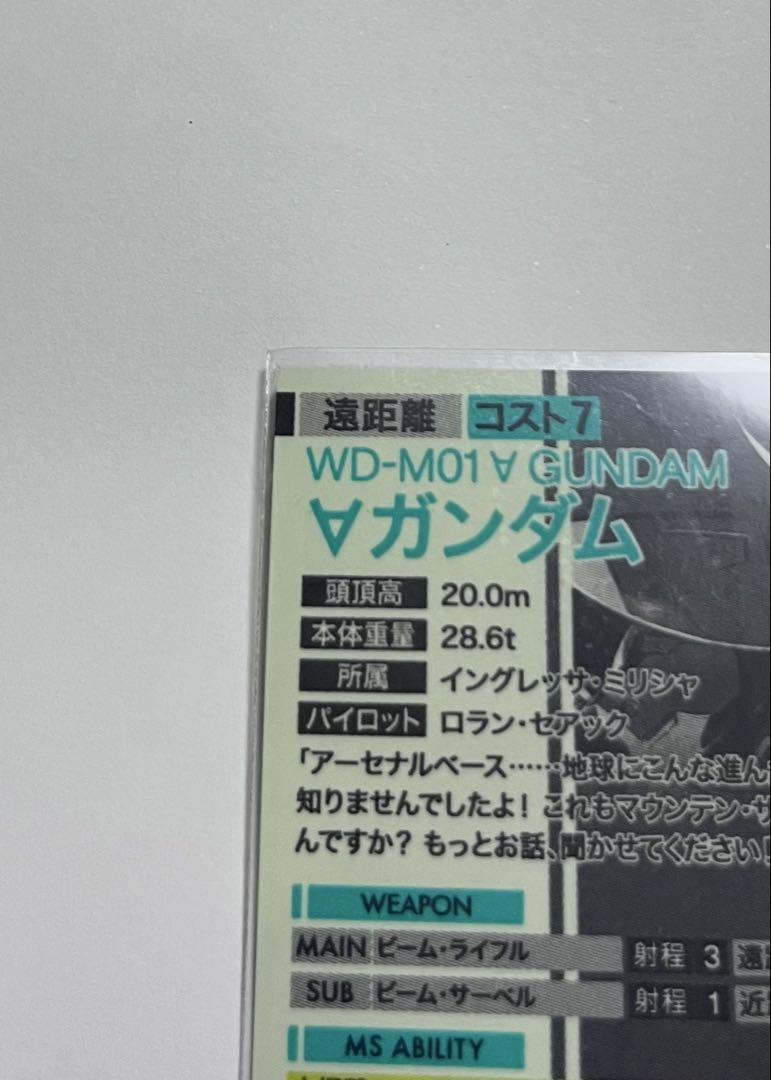 遠距離 コスト7
WD-M01 ∀ GUNDAM
∀ガンダム
頭頂高 20.0m
本体重量 28.6t
所属 イングレッサ・ミリシャ
パイロット ロラン・セアック
「アーセナルベース……地球にこんな進ん
知りませんでしたよ! これもマウンテン・サ
んですか? もっとお話、聞かせてください!
WEAPON
MAIN ビーム・ライフル 射程 3 遠
SUB ビーム・サーベル 射程 1 近
MS ABILITY